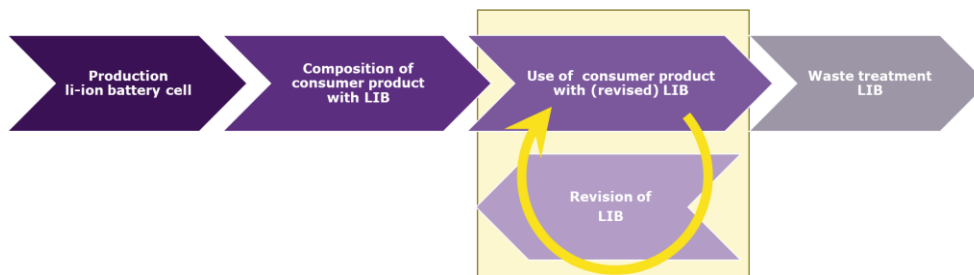 Production
li-ion battery cell
Composition of
consumer product
with LIB
Use of consumer product
with (revised) LIB
Waste treatment
LIB
Revision of
LIB